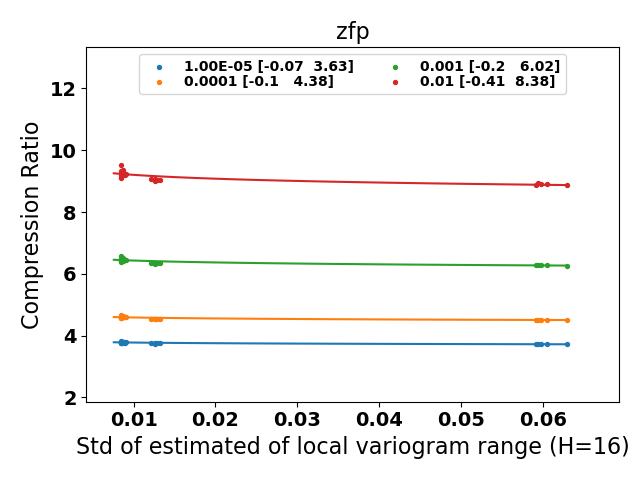 zfp
1.00E-05 [-0.07  3.63]
0.0001 [-0.1   4.38]
0.001 [-0.2   6.02]
0.01 [-0.41  8.38]
Compression Ratio
12
10
8
6
4
2
0.01 0.02 0.03 0.04 0.05 0.06
Std of estimated of local variogram range (H=16)